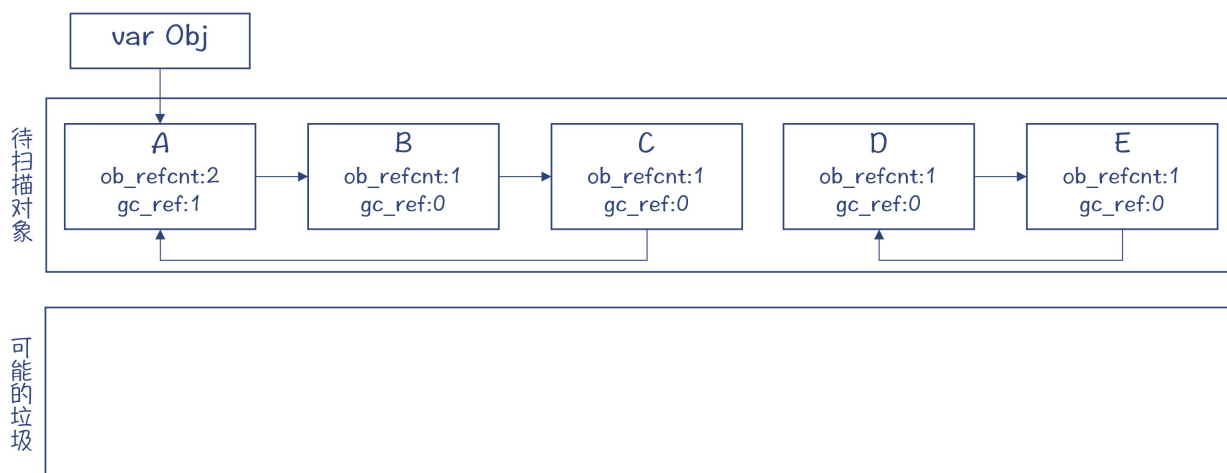 var Obj
待扫描对象
A
ob_refcnt:2
gc_ref:1
B
ob_refcnt:1
gc_ref:0
C
ob_refcnt:1
gc_ref:0
D
ob_refcnt:1
gc_ref:0
E
ob_refcnt:1
gc_ref:0
可能的垃圾